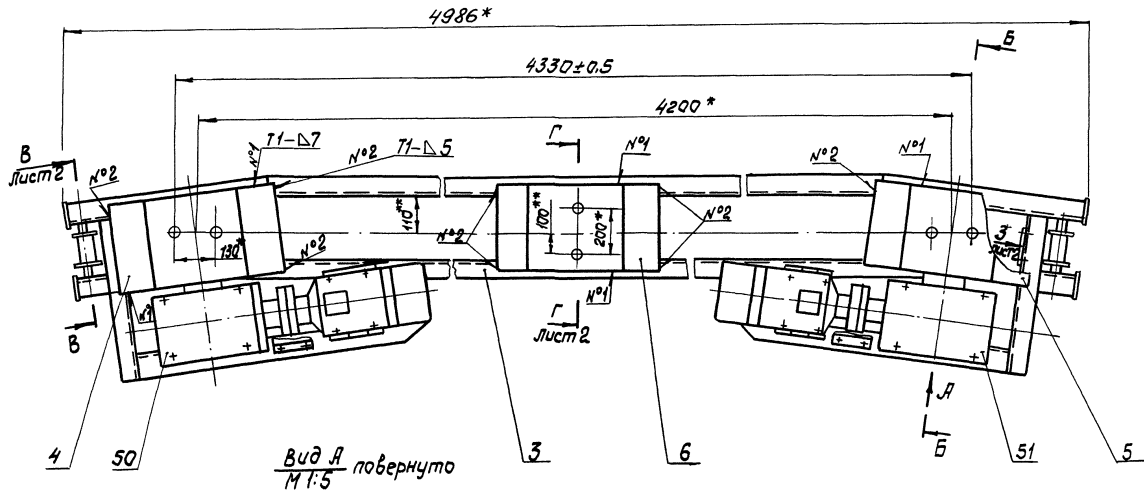 4986*
Б
4330±0,5
4200*
В
Лист 2
№2
№1
Т1-△7
№2
Т1-△5
Г
№1
№2
№1
110**
100**
200*
130*
№2
№2
№2
З
Лист 2
№1
№1
В
Г
Лист 2
А
Б
4
50
3
6
51
5
Вид А повернуто
М 1:5